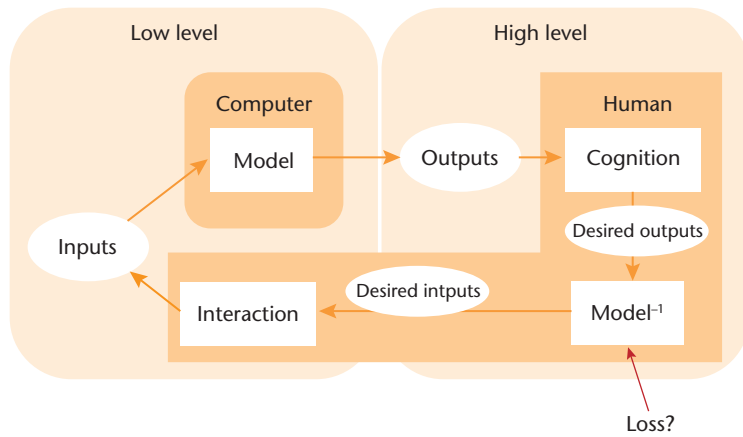 Low level
High level
Computer
Human
Model
Outputs
Cognition
Inputs
Desired outputs
Desired intputs
Interaction
Model⁻¹
Loss?